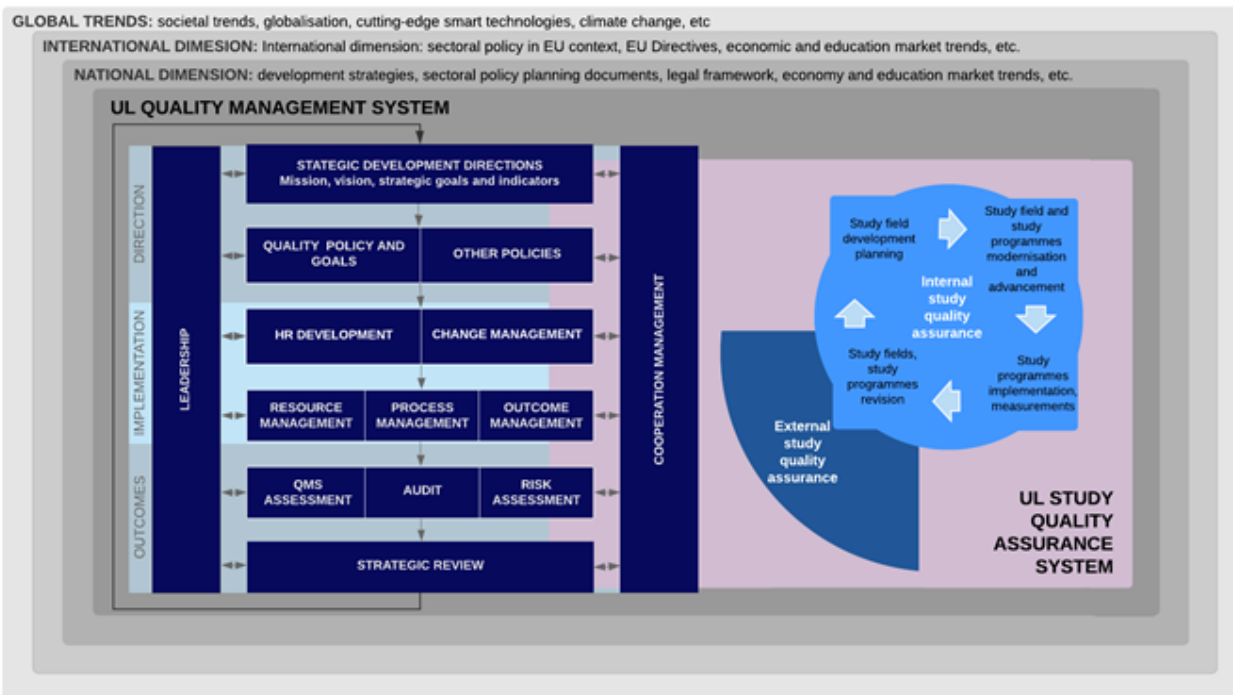 GLOBAL TRENDS: societal trends, globalisation, cutting-edge smart technologies, climate change, etc
INTERNATIONAL DIMESION: International dimension: sectoral policy in EU context, EU Directives, economic and education market trends, etc.
NATIONAL DIMENSION: development strategies, sectoral policy planning documents, legal framework, economy and education market trends, etc.
UL QUALITY MANAGEMENT SYSTEM
DIRECTION
IMPLEMENTATION
OUTCOMES
LEADERSHIP
STATEGIC DEVELOPMENT DIRECTIONS
Mission, vision, strategic goals and indicators
QUALITY POLICY AND
GOALS
OTHER POLICIES
HR DEVELOPMENT
CHANGE MANAGEMENT
RESOURCE
MANAGEMENT
PROCESS
MANAGEMENT
OUTCOME
MANAGEMENT
QMS
ASSESSMENT
AUDIT
RISK
ASSESSMENT
STRATEGIC REVIEW
COOPERATION MANAGEMENT
Study field
development
planning
Study field and
study
programmes
modernisation
and
advancement
Internal
study
quality
assurance
Study fields,
study
programmes
revision
Study
programmes
implementation,
measurements
External
study
quality
assurance
UL STUDY
QUALITY
ASSURANCE
SYSTEM